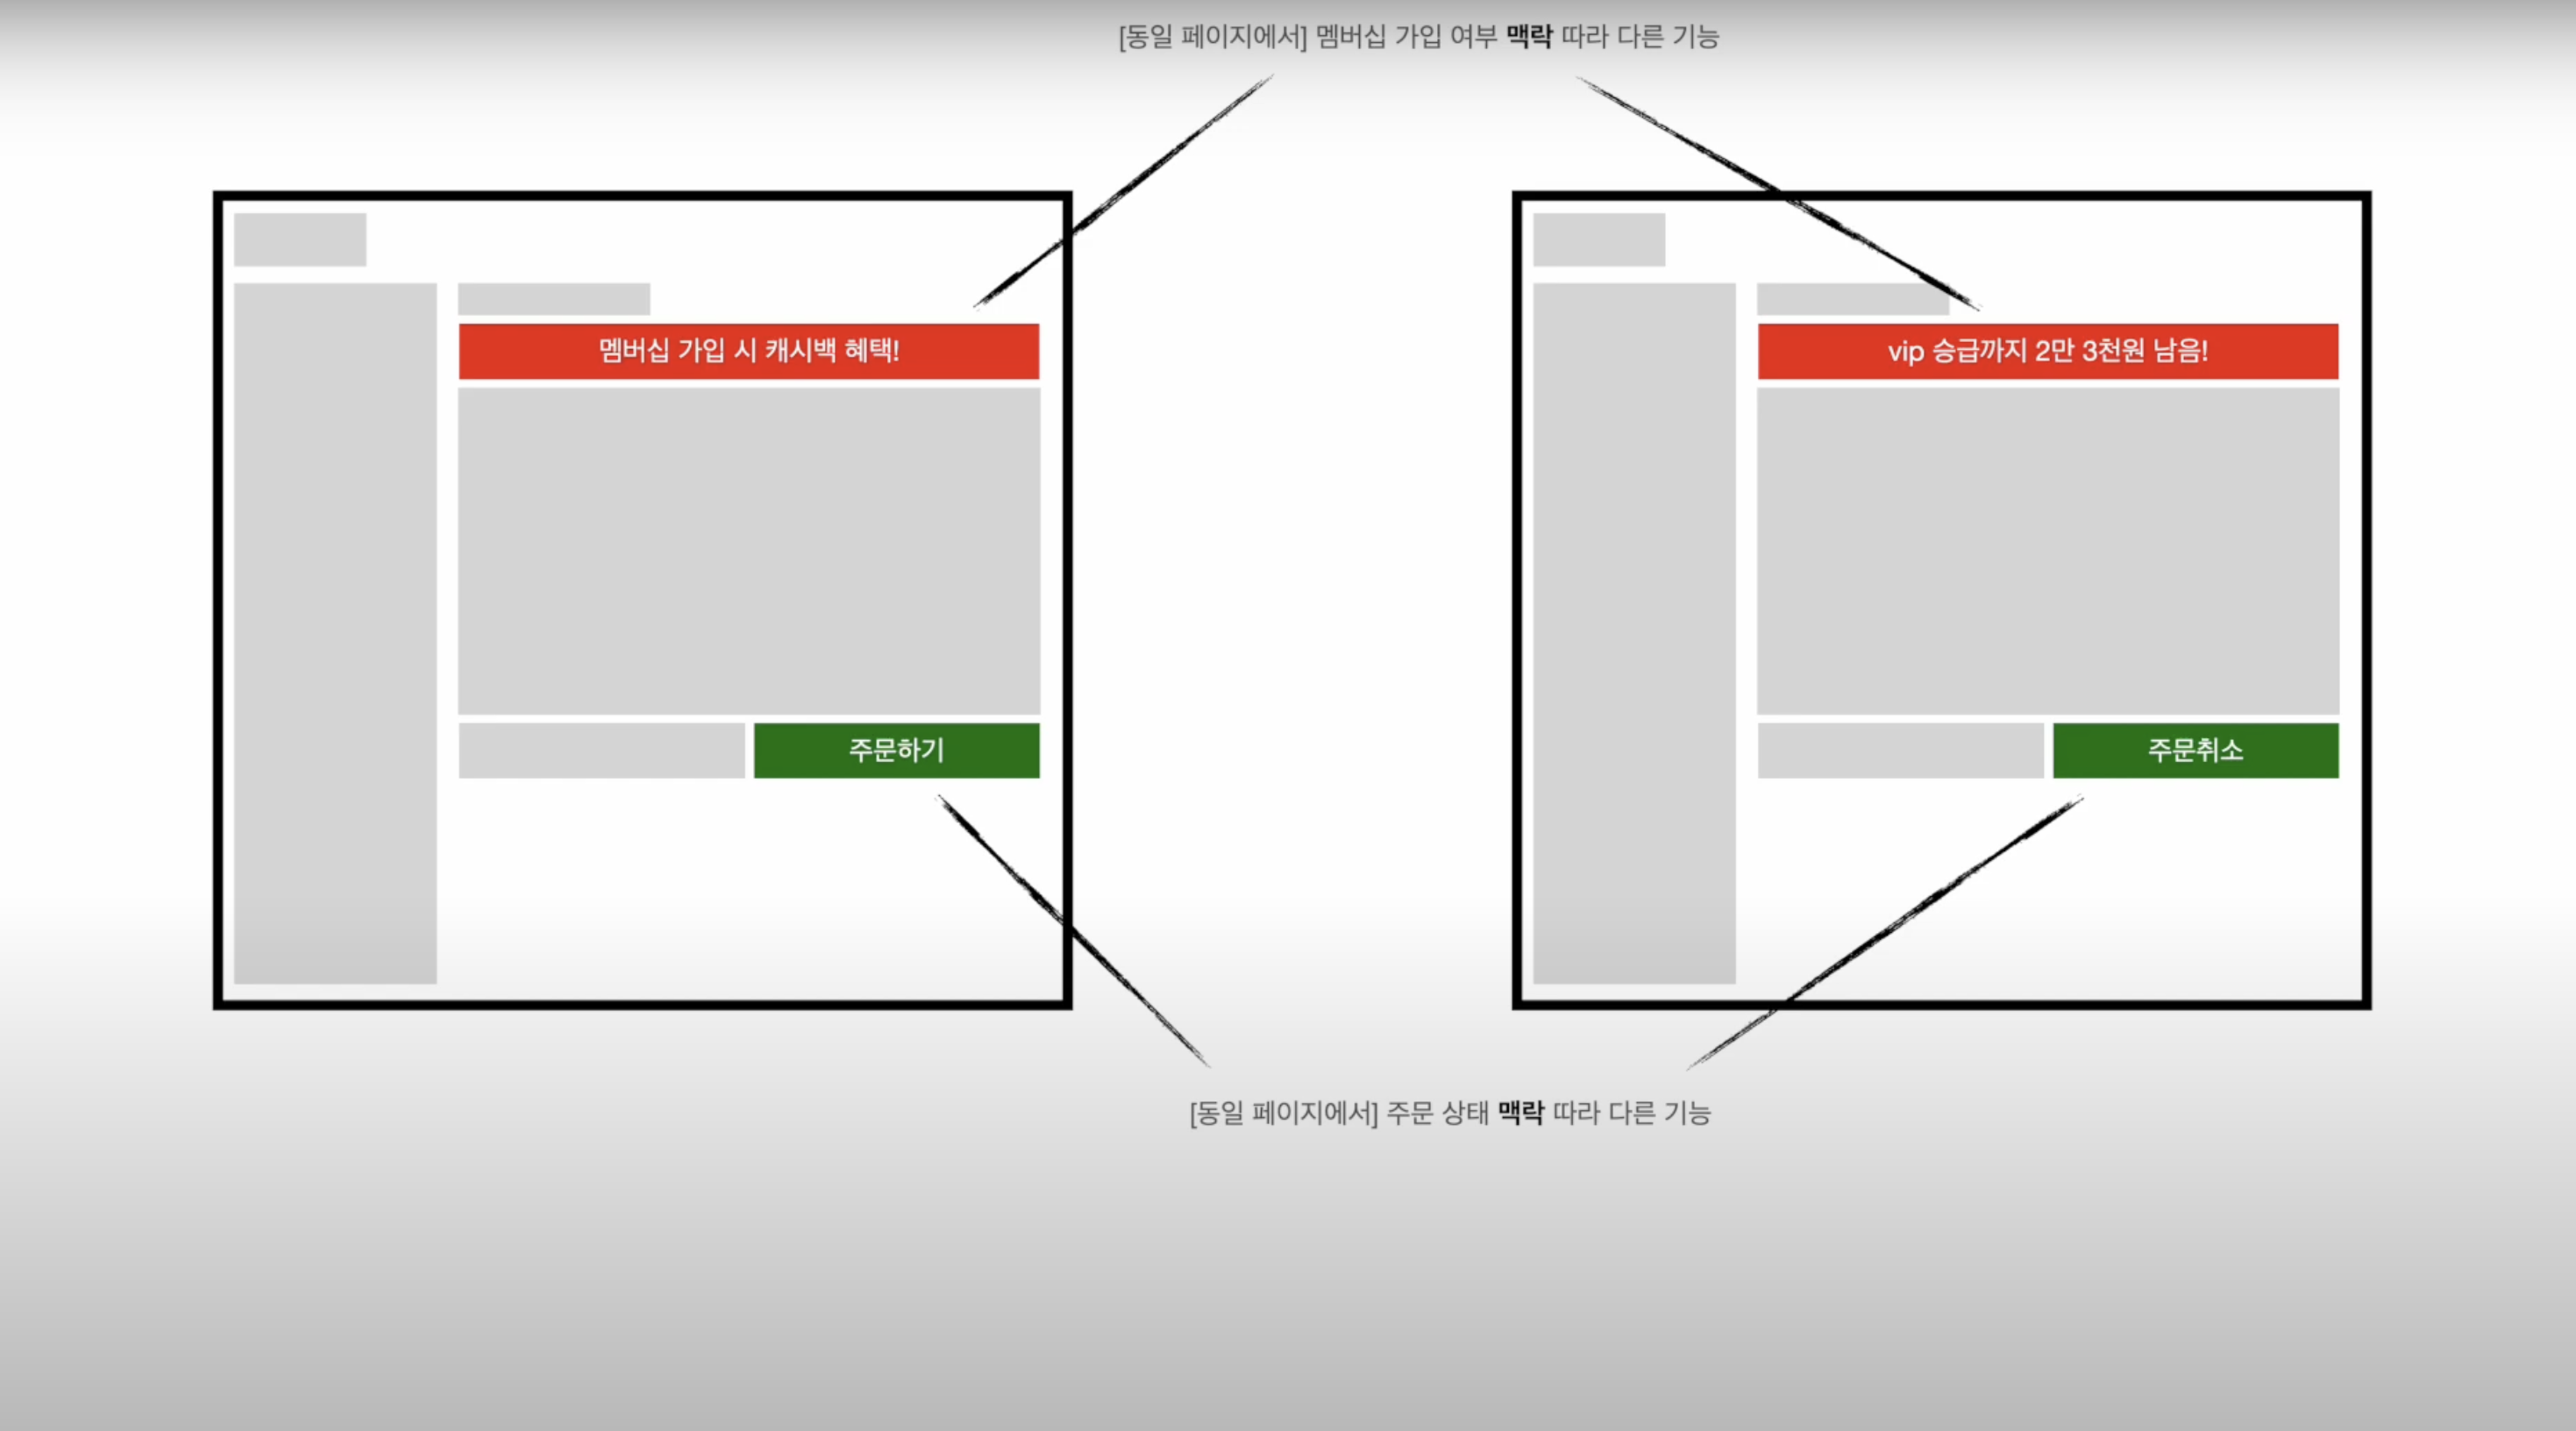 [동일 페이지에서] 멤버십 가입 여부 맥락 따라 다른 기능
멤버십 가입 시 캐시백 혜택!
vip 승급까지 2만 3천원 남음!
주문하기
주문취소
[동일 페이지에서] 주문 상태 맥락 따라 다른 기능